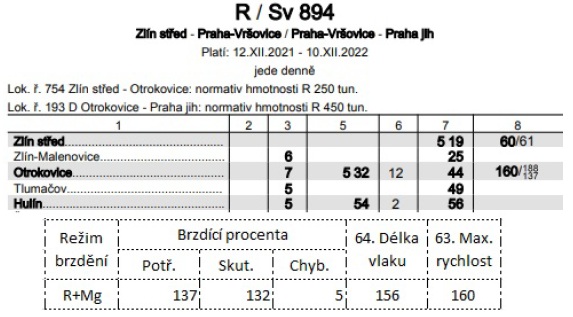 R / Sv 894
Zlín střed - Praha-Vršovice / Praha-Vršovice - Praha jih
Platí: 12.XII.2021 - 10.XII.2022
jede denně
Lok. ř. 754 Zlín střed - Otrokovice: normativ hmotnosti R 250 tun.
Lok. ř. 193 D Otrokovice - Praha jih: normativ hmotnosti R 450 tun.
1 2 3 5 6 7 8
Zlín střed 5 19 60/61
Zlín-Malenovice 6 25
Otrokovice 7 5 32 12 44 160/188 137
Tlumačov 5 49
Hulín 5 54 2 56
Režim brzdění Brzdící procenta 64. Délka vlaku 63. Max. rychlost
Potř. Skut. Chyb.
R+Mg 137 132 5 156 160